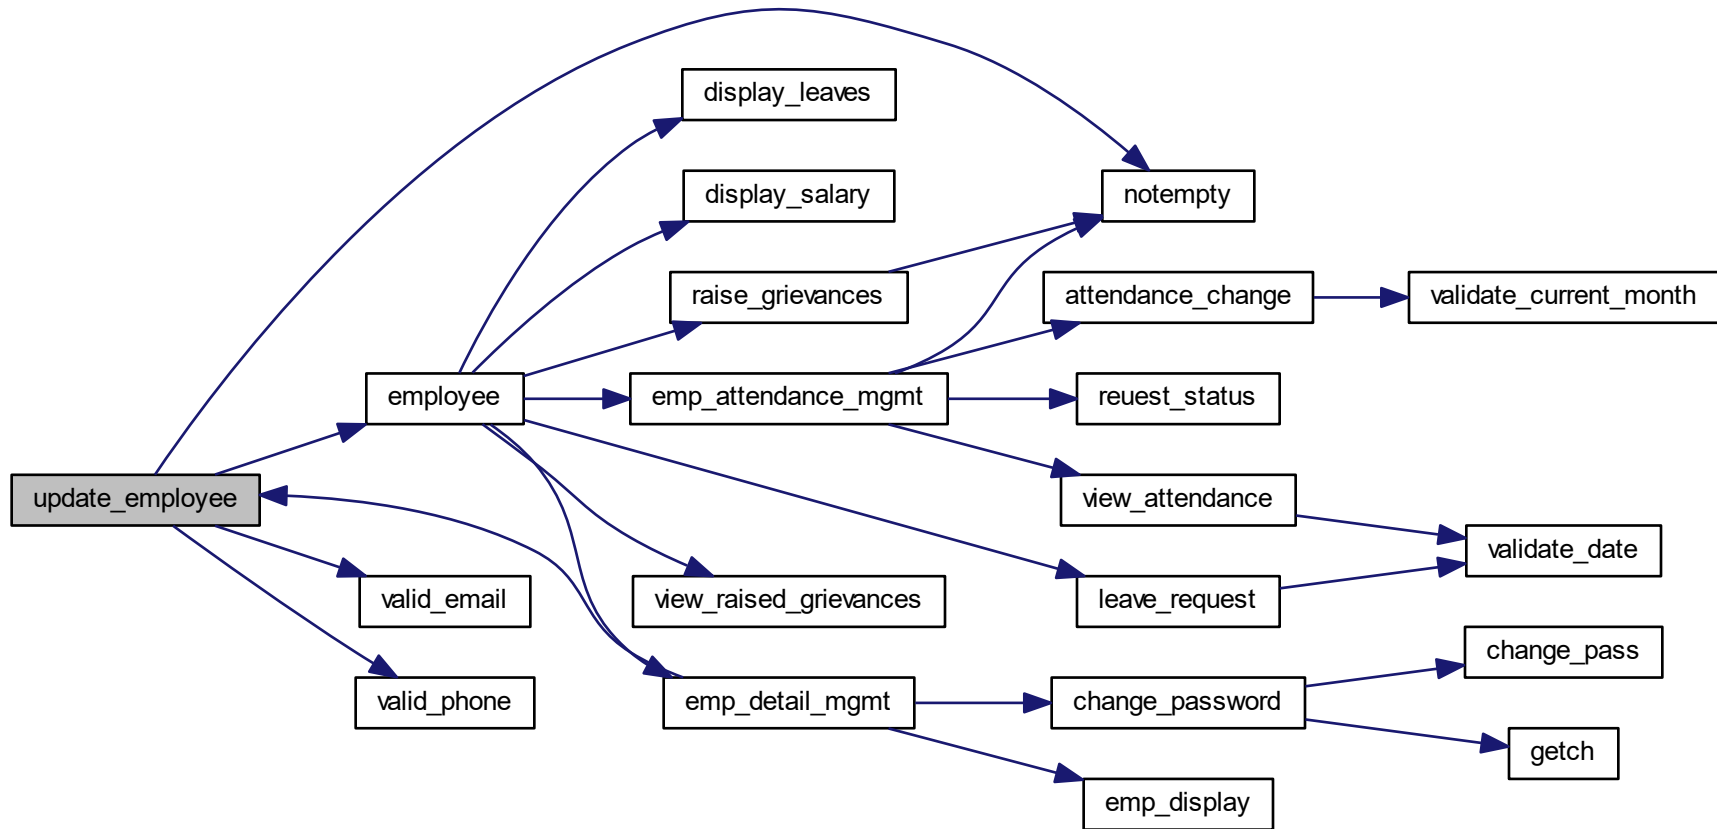 display_leaves
display_salary
notempty
raise_grievances
attendance_change
validate_current_month
employee
emp_attendance_mgmt
reuest_status
update_employee
view_attendance
validate_date
valid_email
view_raised_grievances
leave_request
change_pass
valid_phone
emp_detail_mgmt
change_password
getch
emp_display